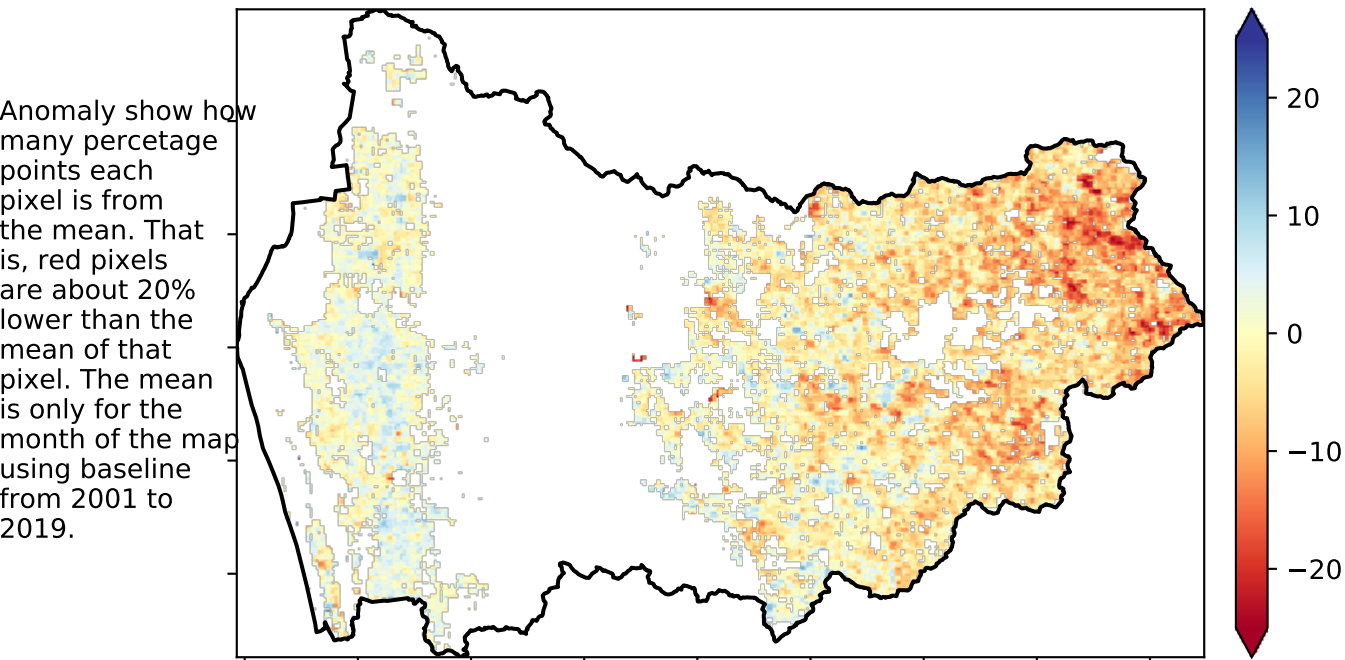 Anomaly show how
many percetage
points each
pixel is from
the mean. That
is, red pixels
are about 20%
lower than the
mean of that
pixel. The mean
is only for the
month of the map
using baseline
from 2001 to
2019.
20
10
0
−10
−20